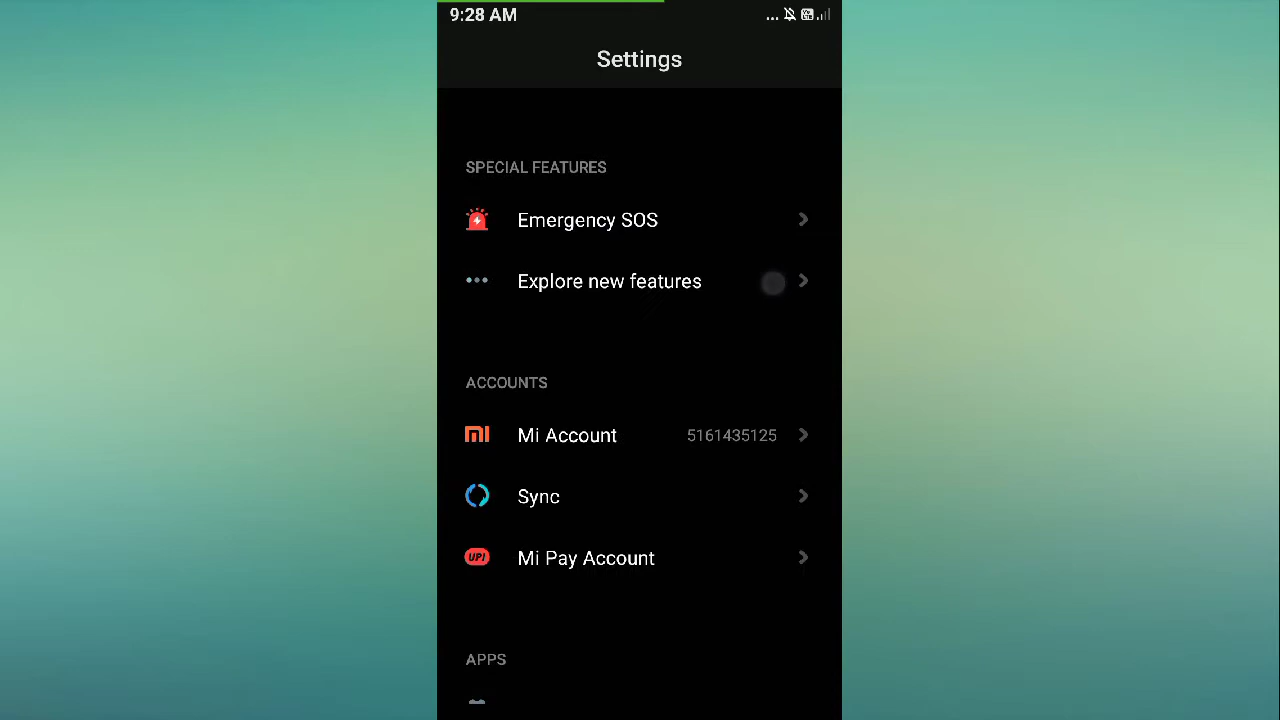 9:28 AM
Settings
SPECIAL FEATURES
Emergency SOS
Explore new features
ACCOUNTS
Mi Account 5161435125
Sync
UPI Mi Pay Account
APPS